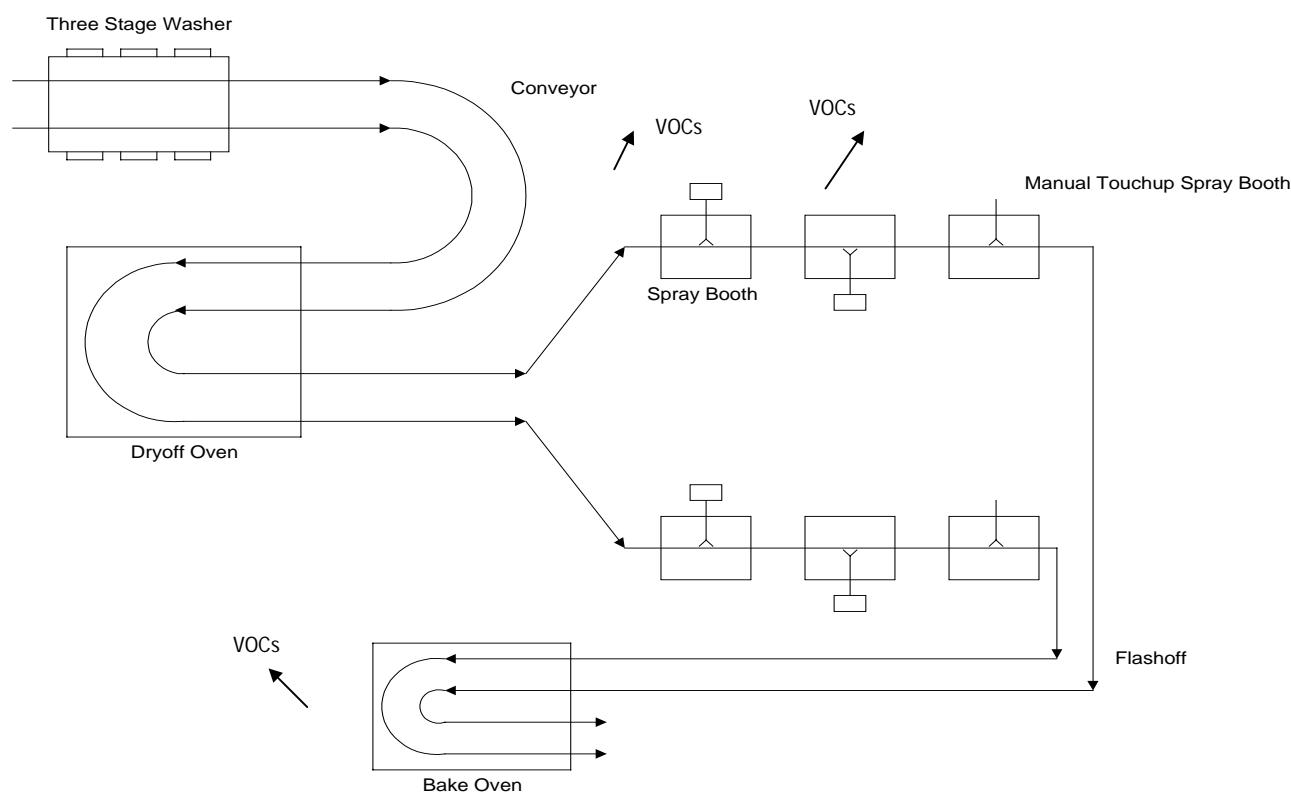 Three Stage Washer
Conveyor
VOCs
VOCs
Manual Touchup Spray Booth
Spray Booth
Dryoff Oven
VOCs
Flashoff
Bake Oven